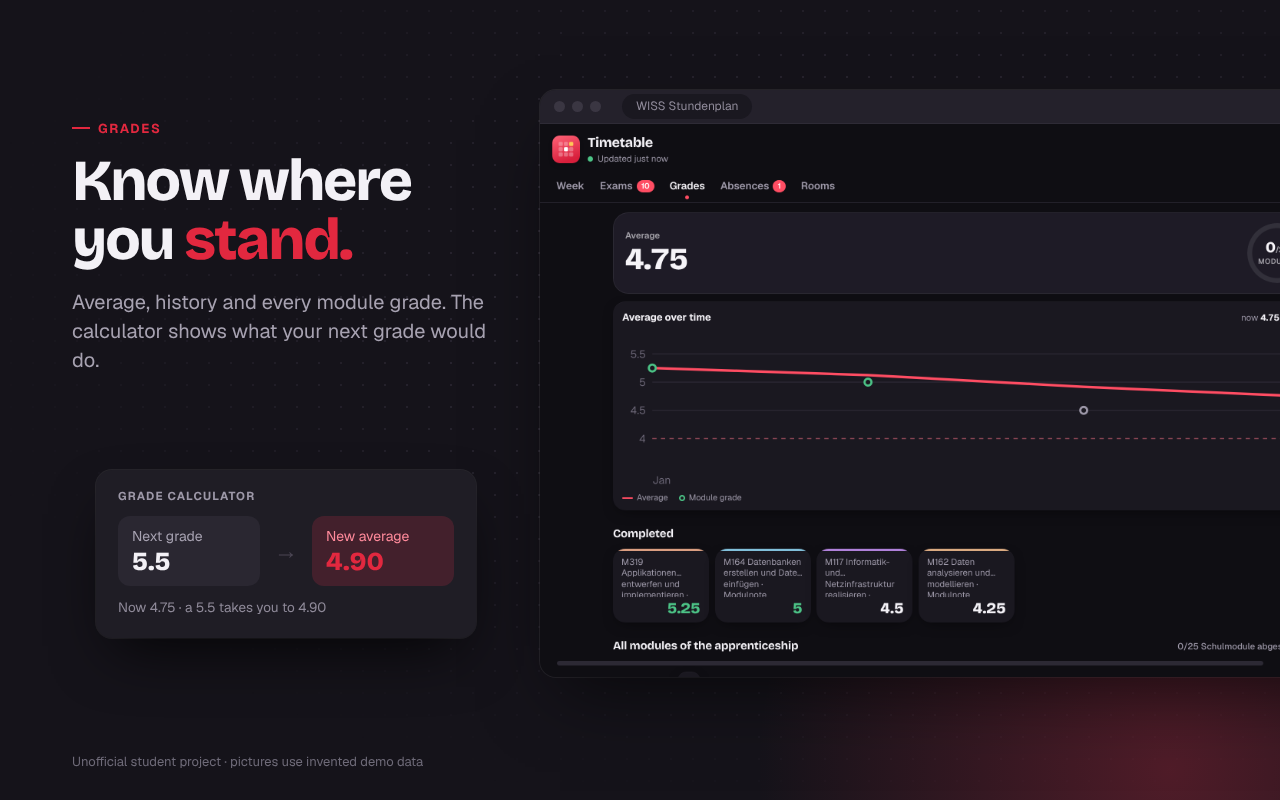 GRADES
Know where
you stand.
Average, history and every module grade. The
calculator shows what your next grade would
do.
GRADE CALCULATOR
Next grade
5.5
→
New average
4.90
Now 4.75 · a 5.5 takes you to 4.90
Unofficial student project · pictures use invented demo data
WISS Stundenplan
Timetable
Updated just now
Week
Exams 10
Grades
Absences 1
Rooms
Average
4.75
0/
MODU
Average over time
now 4.75
5.5
5
4.5
4
Jan
Average
Module grade
Completed
M319
Applikationen…
entwerfen und
implementieren -
5.25
M164 Datenbanken
erstellen und Date…
einfügen -
Modulnote
5
M117 Informatik-
und…
Netzinfrastruktur
realisieren -
4.5
M162 Daten
analysieren und…
modellieren -
Modulnote
4.25
All modules of the apprenticeship
0/25 Schulmodule abges